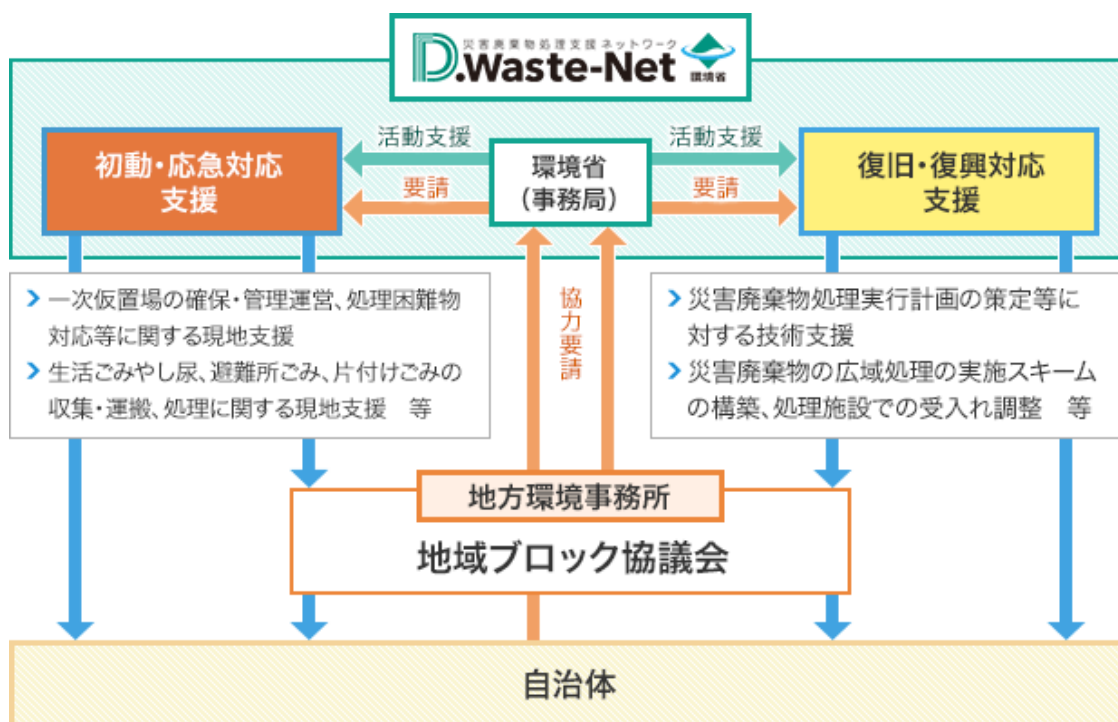 災害廃棄物処理支援ネットワーク
D.Waste-Net
環境省
活動支援
活動支援
初動・応急対応
支援
環境省
（事務局）
復旧・復興対応
支援
要請
要請
一次仮置場の確保・管理運営、処理困難物
対応等に関する現地支援
生活ごみやし尿、避難所ごみ、片付けごみの
収集・運搬、処理に関する現地支援　等
協力要請
災害廃棄物処理実行計画の策定等に
対する技術支援
災害廃棄物の広域処理の実施スキーム
の構築、処理施設での受入れ調整　等
地方環境事務所
地域ブロック協議会
自治体